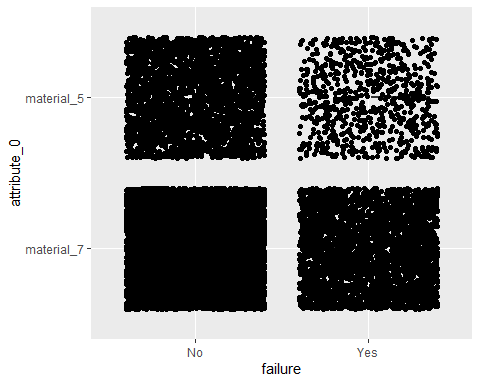 attribute_0
material_5
material_7
No Yes
failure